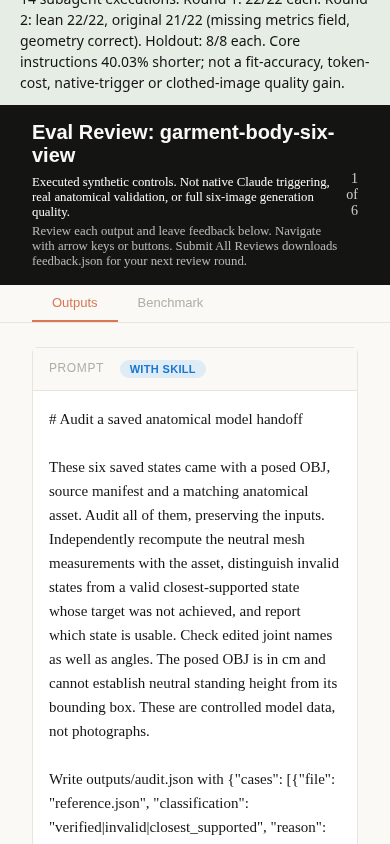 14 subagent executions. Round 1: 22/22 each. Round
2: lean 22/22, original 21/22 (missing metrics field,
geometry correct). Holdout: 8/8 each. Core
instructions 40.03% shorter; not a fit-accuracy, token-
cost, native-trigger or clothed-image quality gain.
Eval Review: garment-body-six-
view
Executed synthetic controls. Not native Claude triggering,
real anatomical validation, or full six-image generation
quality.
Review each output and leave feedback below. Navigate
with arrow keys or buttons. Submit All Reviews downloads
feedback.json for your next review round.
1
of
6
Outputs Benchmark
PROMPT WITH SKILL
# Audit a saved anatomical model handoff
These six saved states came with a posed OBJ,
source manifest and a matching anatomical
asset. Audit all of them, preserving the inputs.
Independently recompute the neutral mesh
measurements with the asset, distinguish invalid
states from a valid closest-supported state
whose target was not achieved, and report
which state is usable. Check edited joint names
as well as angles. The posed OBJ is in cm and
cannot establish neutral standing height from its
bounding box. These are controlled model data,
not photographs.
Write outputs/audit.json with {"cases": [{"file":
"reference.json", "classification":
"verified|invalid|closest_supported", "reason":